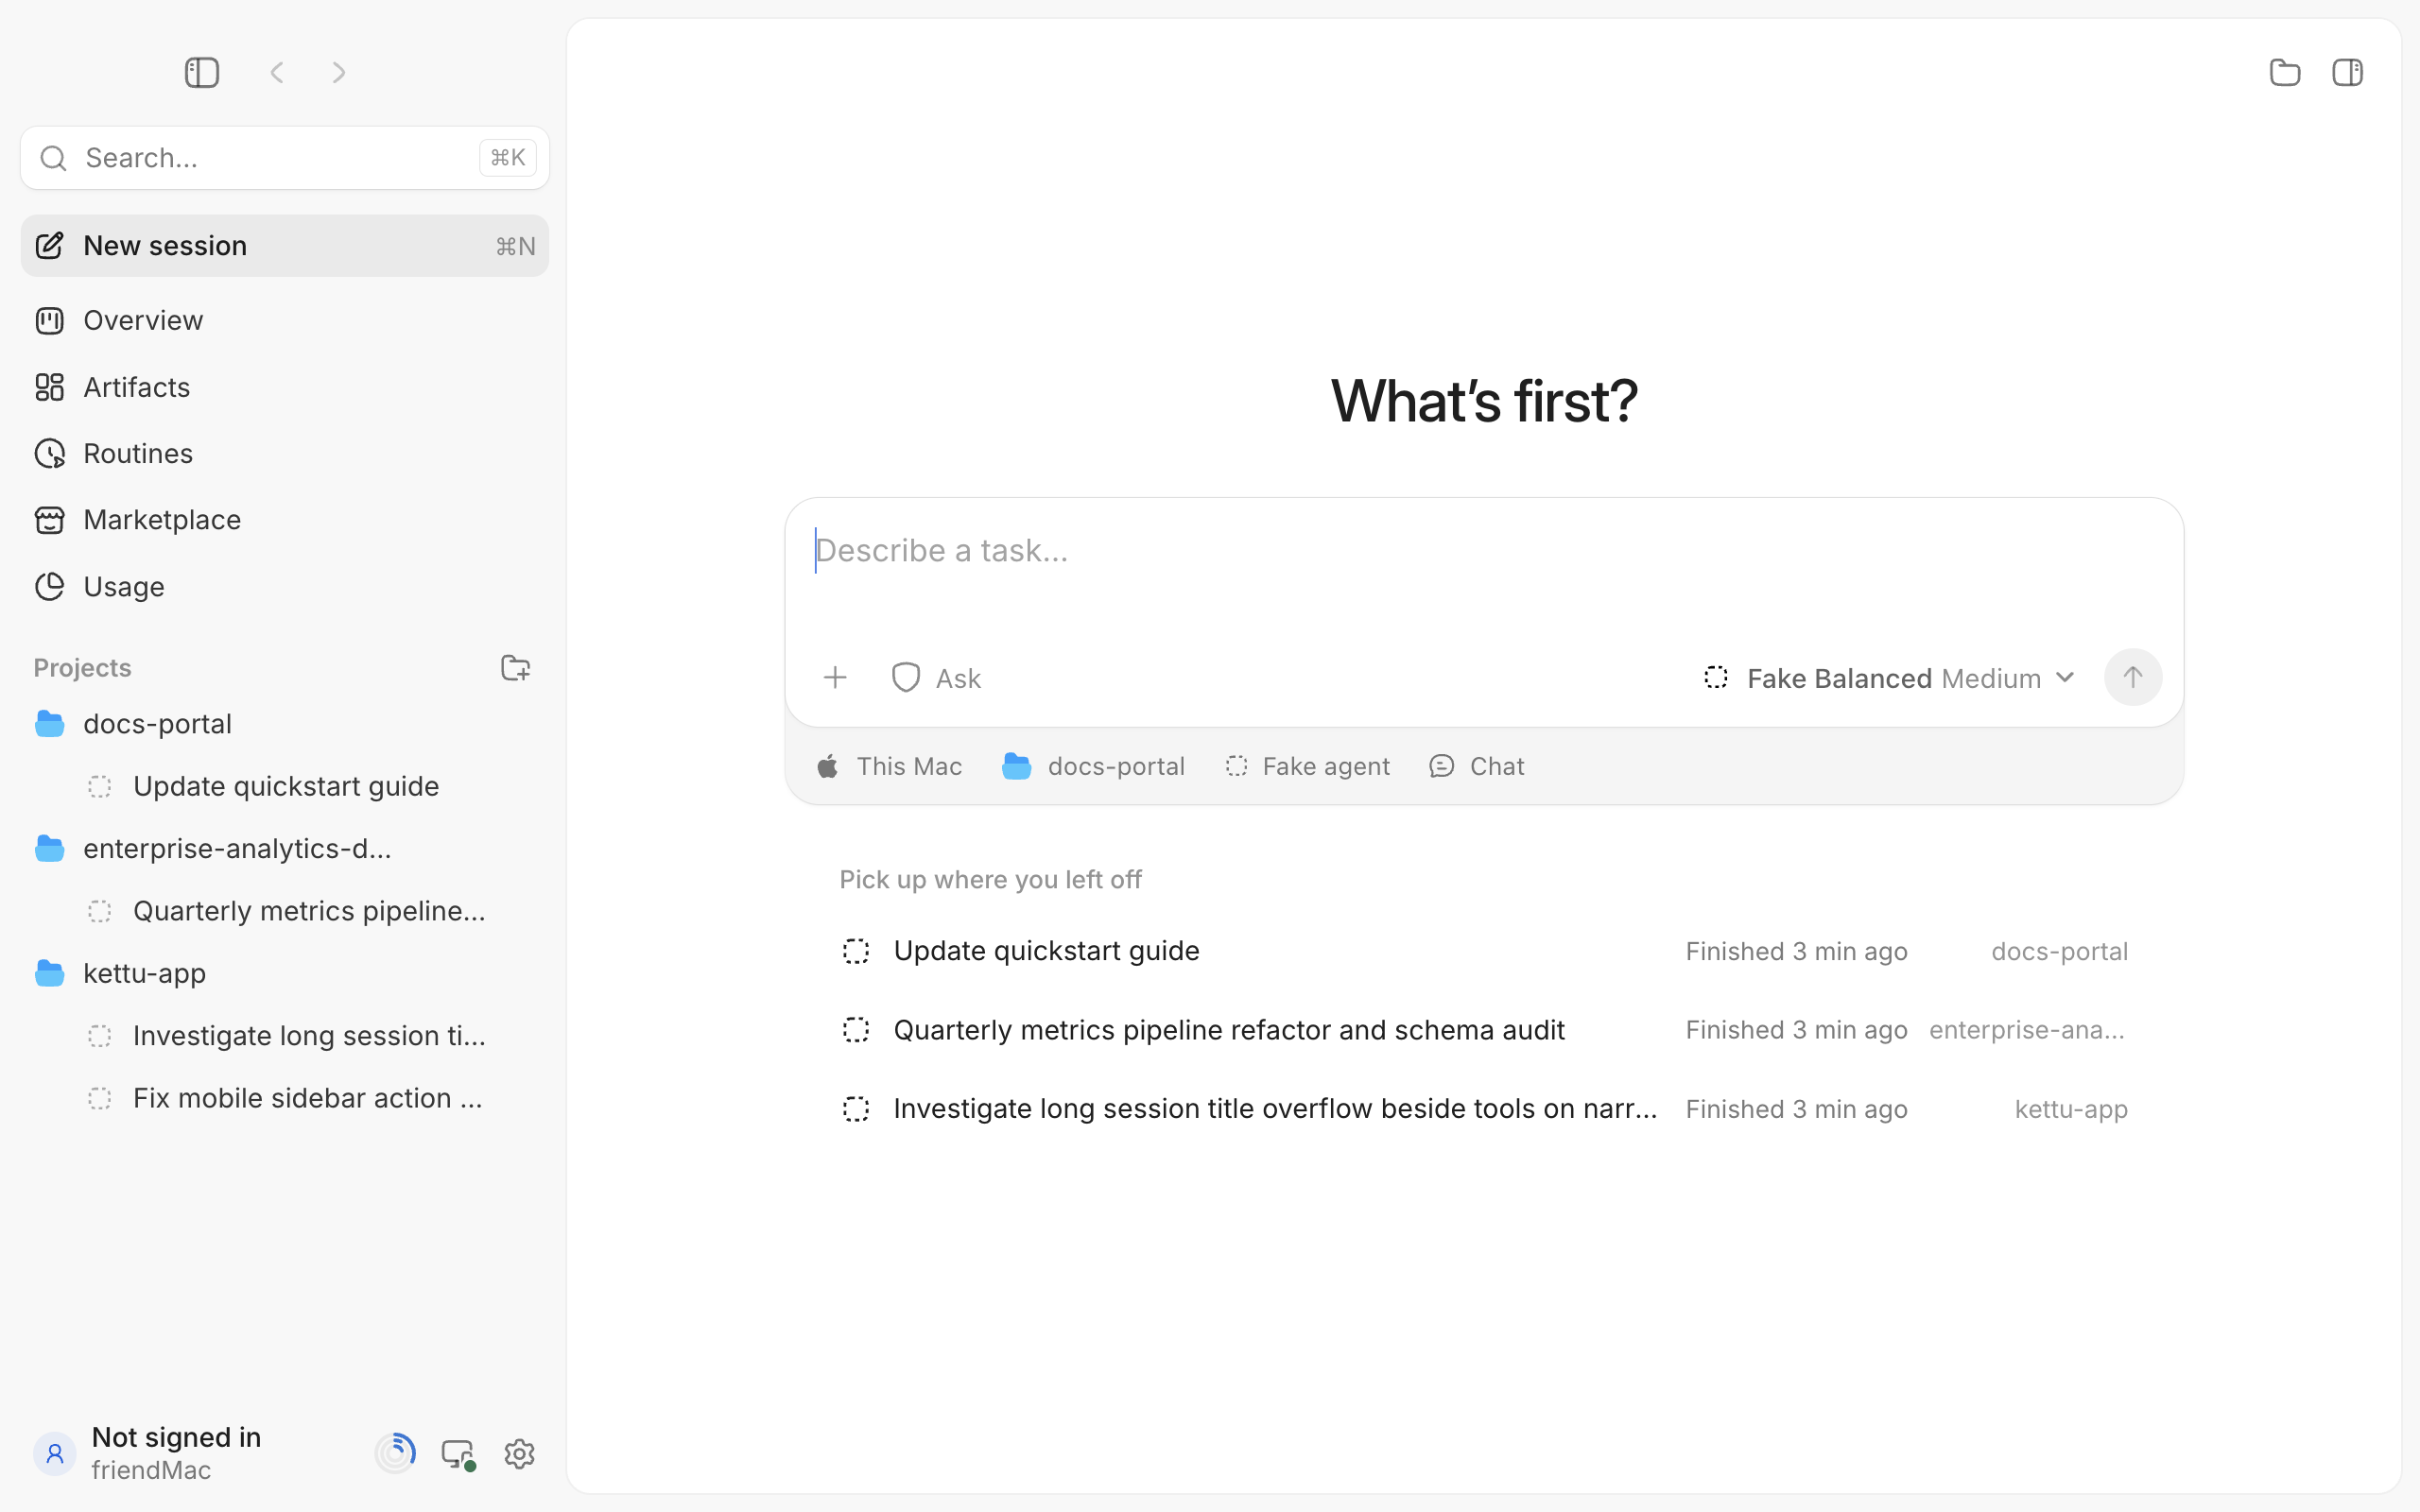 Search...
⌘K
New session
⌘N
Overview
Artifacts
Routines
Marketplace
Usage
Projects
docs-portal
Update quickstart guide
enterprise-analytics-d...
Quarterly metrics pipeline...
kettu-app
Investigate long session ti...
Fix mobile sidebar action ...
Not signed in
friendMac
What’s first?
Describe a task...
Ask
Fake Balanced Medium
This Mac
docs-portal
Fake agent
Chat
Pick up where you left off
Update quickstart guide Finished 3 min ago docs-portal
Quarterly metrics pipeline refactor and schema audit Finished 3 min ago enterprise-ana...
Investigate long session title overflow beside tools on narr... Finished 3 min ago kettu-app